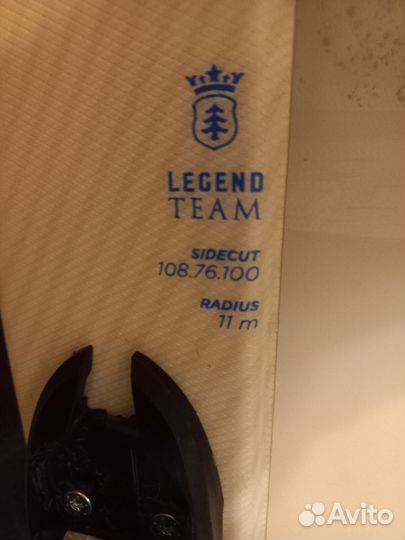 LEGEND
TEAM
SIDECUT
108.76.100
RADIUS
11 m
Avito